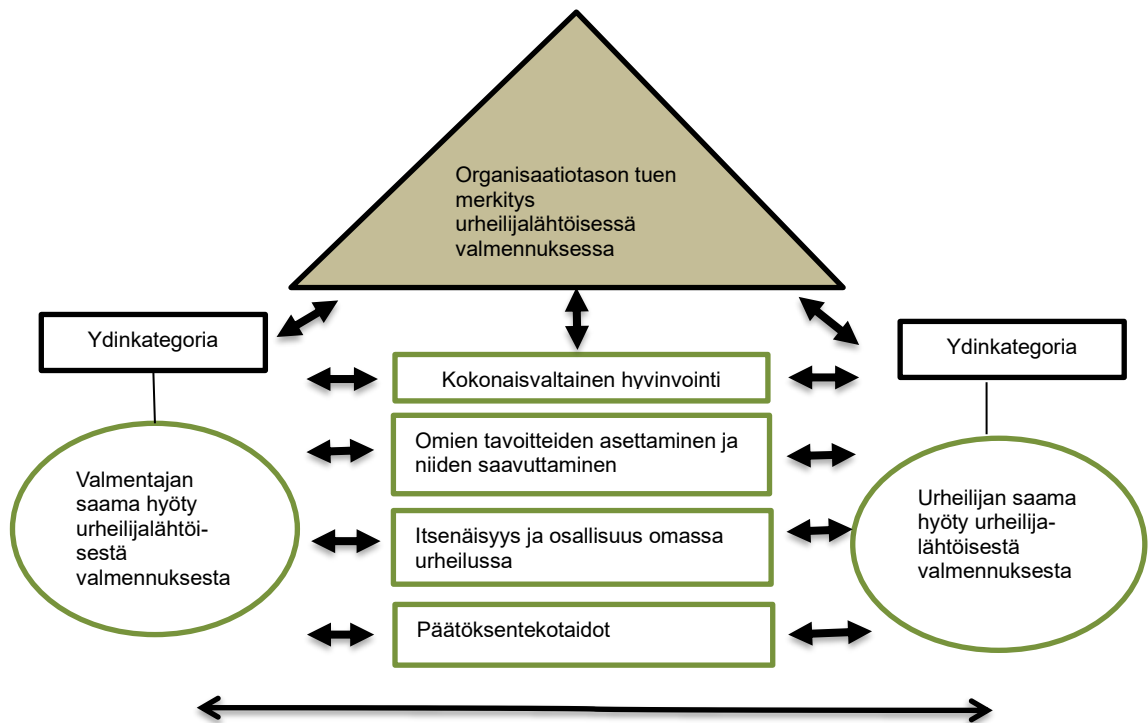 Organisaatiotason tuen
merkitys
urheilijalähtöisessä
valmennuksessa
Ydinkategoria
Ydinkategoria
Kokonaisvaltainen hyvinvointi
Omien tavoitteiden asettaminen ja
niiden saavuttaminen
Valmentajan
saama hyöty
urheilijalähtöi-
sestä
valmennuksesta
Urheilijan saama
hyöty urheilija-
lähtöisestä
valmennuksesta
Itsenäisyys ja osallisuus omassa
urheilussa
Päätöksentekotaidot